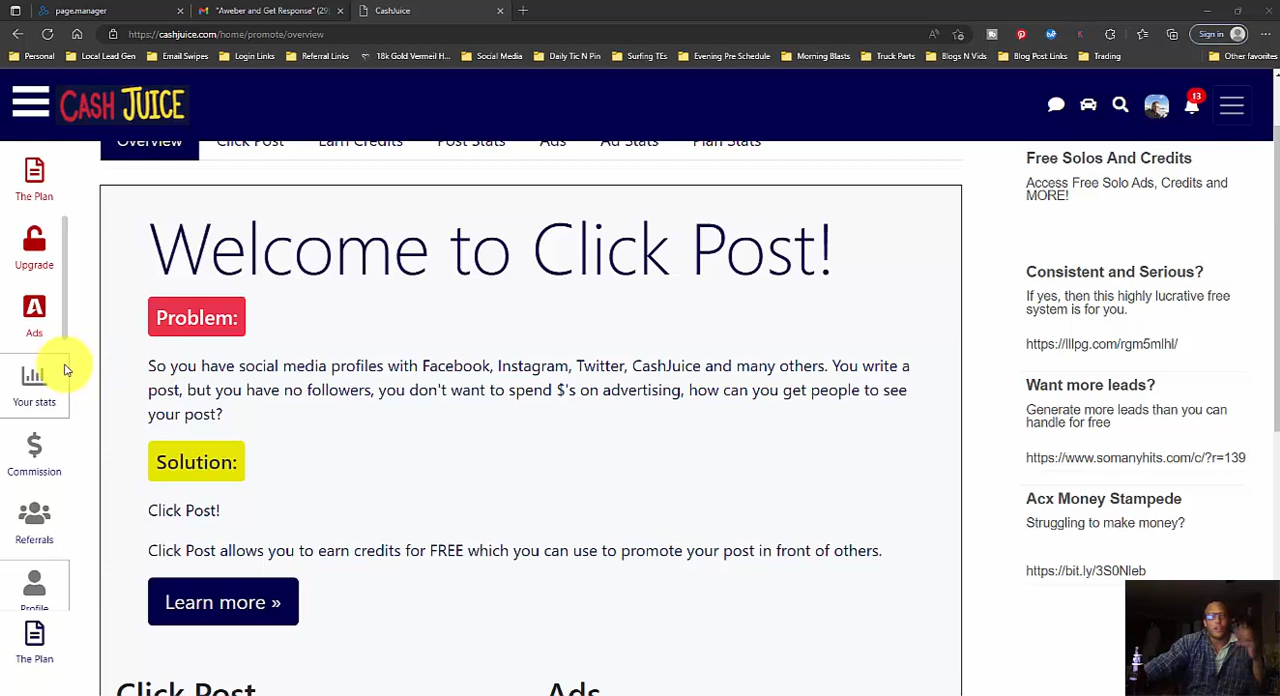 page.manager
"Aweber and Get Response" (29
CashJuice
https://cashjuice.com/home/promote/overview
Sign in
Personal
Local Lead Gen
Email Swipes
Login Links
Referral Links
18k Gold Vermeil H...
Social Media
Daily Tic N Pin
Surfing TEs
Evening Pre Schedule
Morning Blasts
Truck Parts
Blogs N Vids
Blog Post Links
Trading
Other favorites
CASH JUICE
13
Overview
Click Post
Earn Credits
Post Stats
Ads
Ad Stats
Plan Stats
The Plan
Upgrade
Ads
Your stats
Commission
Referrals
Profile
The Plan
Welcome to Click Post!
Problem:
So you have social media profiles with Facebook, Instagram, Twitter, CashJuice and many others. You write a
post, but you have no followers, you don't want to spend $'s on advertising, how can you get people to see
your post?
Solution:
Click Post!
Click Post allows you to earn credits for FREE which you can use to promote your post in front of others.
Learn more »
Click Post
Ads
Free Solos And Credits
Access Free Solo Ads, Credits and
MORE!
Consistent and Serious?
If yes, then this highly lucrative free
system is for you.
https://lllpg.com/rgm5mlhl/
Want more leads?
Generate more leads than you can
handle for free
https://www.somanyhits.com/c/?r=139
Acx Money Stampede
Struggling to make money?
https://bit.ly/3S0Nleb